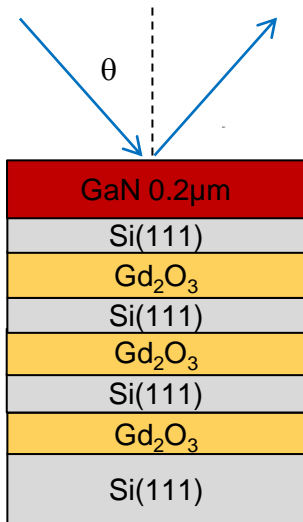 θ
GaN 0.2μm
Si(111)
Gd₂O₃
Si(111)
Gd₂O₃
Si(111)
Gd₂O₃
Si(111)